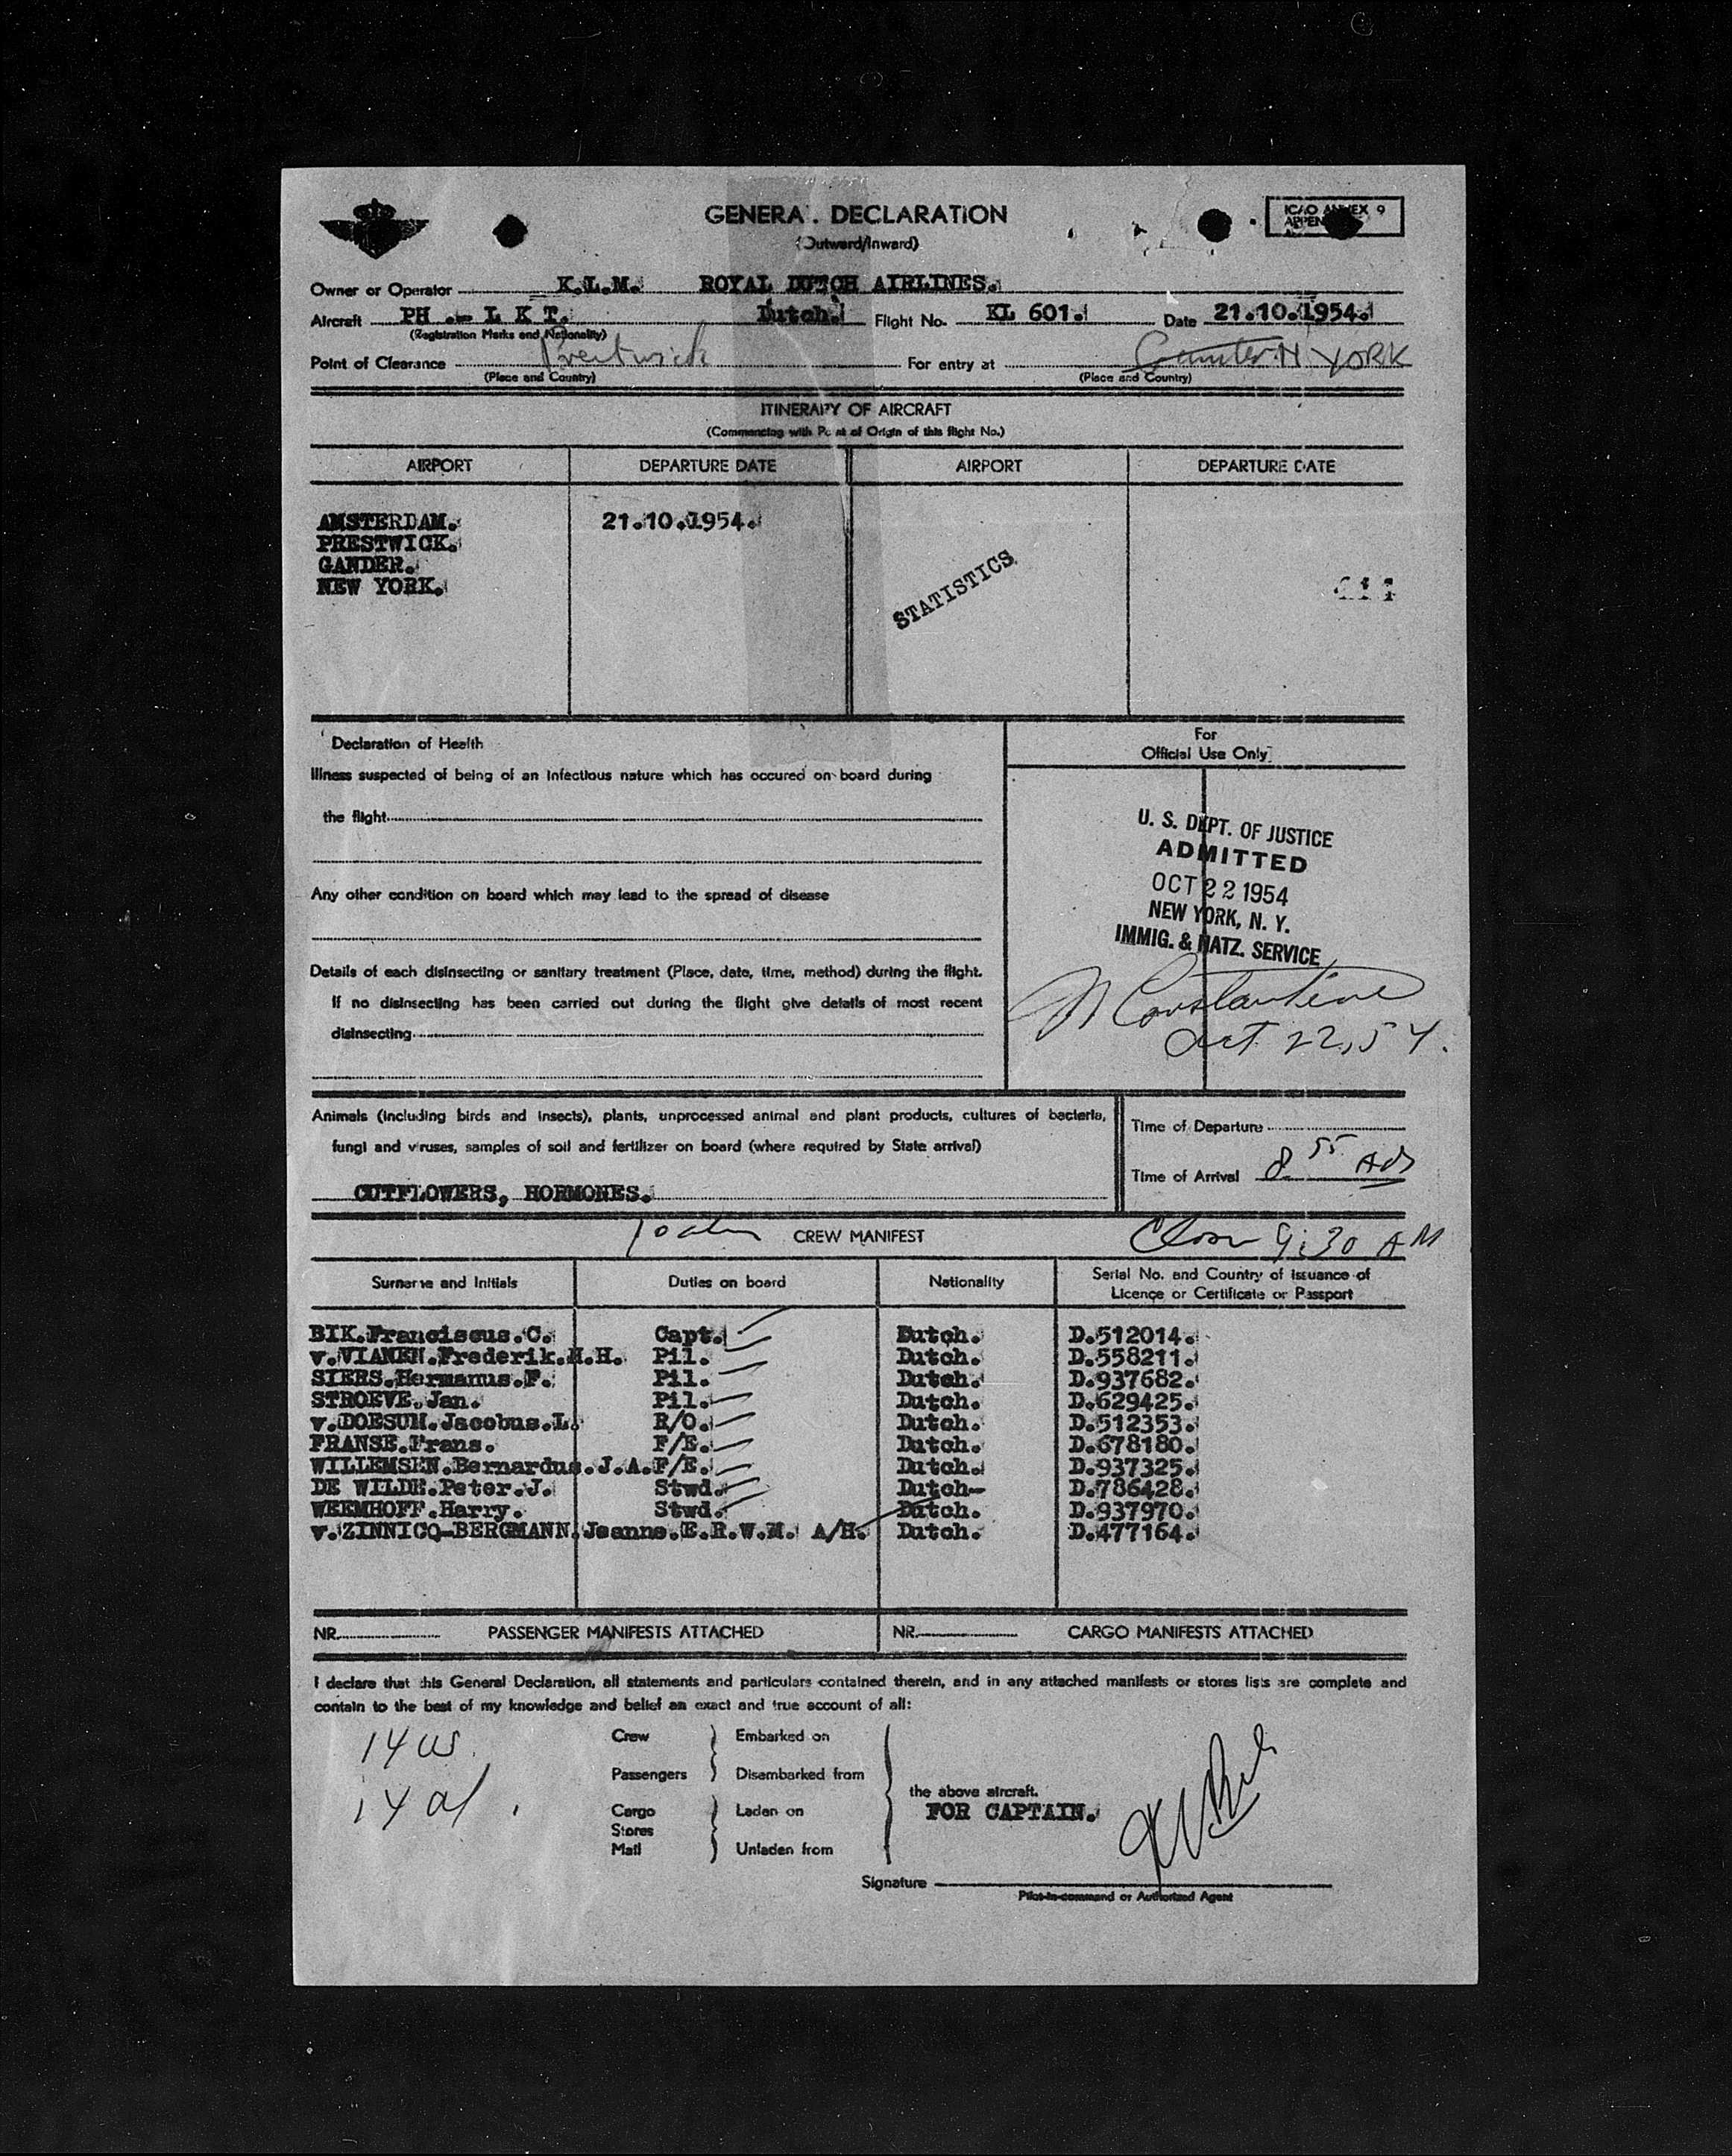 GENERA . DECLARATION
(Outward/Inward)
ICAO ANNEX 9
Owner or Operator K.L.M. ROYAL DUTCH AIRLINES.
Aircraft PH .- L K T. Dutch. Flight No. KL 601. Date 21.10.1954.
(Registration Marks and Nationality)
Point of Clearance Prestwick For entry at N YORK
(Place and Country) (Place and Country)
ITINERARY OF AIRCRAFT
(Commencing with Point of Origin of this flight No.)
AIRPORT DEPARTURE DATE AIRPORT DEPARTURE DATE
AMSTERDAM. 21.10.1954.
PRESTWICK.
GANDER.
NEW YORK.
STATISTICS
Declaration of Health
Illness suspected of being of an infectious nature which has occured on board during
the flight
Any other condition on board which may lead to the spread of disease
Details of each disinsecting or sanitary treatment (Place, date, time, method) during the flight.
If no disinsecting has been carried out during the flight give details of most recent
disinsecting
For
Official Use Only
U. S. DEPT. OF JUSTICE
ADMITTED
OCT 22 1954
NEW YORK, N. Y.
IMMIG. & NATZ. SERVICE
M Constantine
Oct 22, 54.
Animals (including birds and insects), plants, unprocessed animal and plant products, cultures of bacteria,
fungi and viruses, samples of soil and fertilizer on board (where required by State arrival)
CUTFLOWERS, HORMONES.
Time of Departure
Time of Arrival 8 55 AM
CREW MANIFEST 9:30 AM
Surname and Initials Duties on board Nationality Serial No. and Country of Issuance of
Licence or Certificate or Passport
BIK.Franciscus.C. Capt. Dutch. D.512014.
v.VIANEN.Frederik.H.H. Pil. Dutch. D.558211.
SIERS.Hermanus.F. Pil. Dutch. D.937682.
STROEVE.Jan. Pil. Dutch. D.629425.
v.DOESUM.Jacobus.L. R/O. Dutch. D.512353.
FRANSE.Frans. F/E. Dutch. D.678180.
WILLEMSEN.Bernardus.J.A. F/E. Dutch. D.937325.
DE WILDE.Peter.J. Stwd. Dutch- D.786428.
WEEMHOFF.Harry. Stwd. Dutch. D.937970.
v.ZINNICQ-BERGMANN.Jeanne.E.R.W.M. A/H. Dutch. D.477164.
NR. PASSENGER MANIFESTS ATTACHED NR. CARGO MANIFESTS ATTACHED
I declare that this General Declaration, all statements and particulars contained therein, and in any attached manifests or stores lists are complete and
contain to the best of my knowledge and belief an exact and true account of all:
14 us
14 al
Crew Embarked on
Passengers Disembarked from
Cargo Laden on
Stores
Mail Unladen from
the above aircraft.
FOR CAPTAIN.
Signature
Pilot-in-command or Authorized Agent